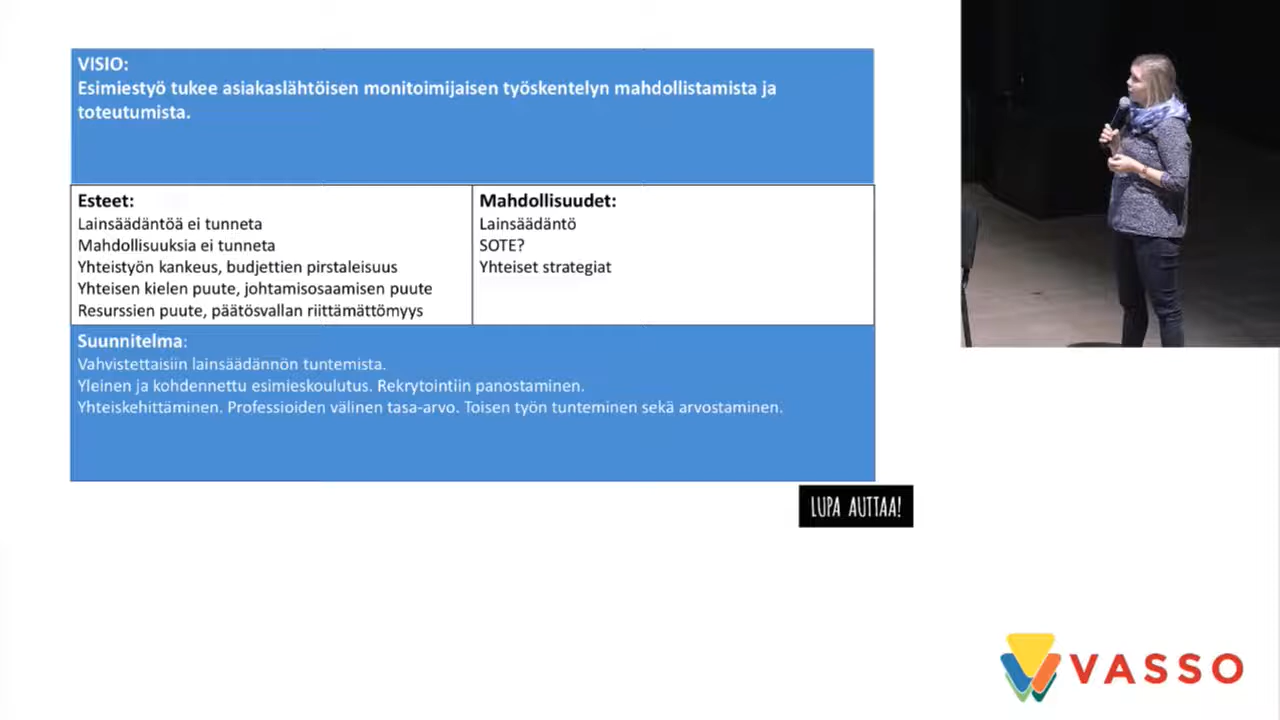 VISIO:
Esimiestyö tukee asiakaslähtöisen monitoimijaisen työskentelyn mahdollistamista ja
toteutumista.
Esteet:
Lainsäädäntöä ei tunneta
Mahdollisuuksia ei tunneta
Yhteistyön kankeus, budjettien pirstaleisuus
Yhteisen kielen puute, johtamisosaamisen puute
Resurssien puute, päätösvallan riittämättömyys
Mahdollisuudet:
Lainsäädäntö
SOTE?
Yhteiset strategiat
Suunnitelma:
Vahvistettaisiin lainsäädännön tuntemista.
Yleinen ja kohdennettu esimieskoulutus. Rekrytointiin panostaminen.
Yhteiskehittäminen. Professioiden välinen tasa-arvo. Toisen työn tunteminen sekä arvostaminen.
LUPA AUTTAA!
VASSO